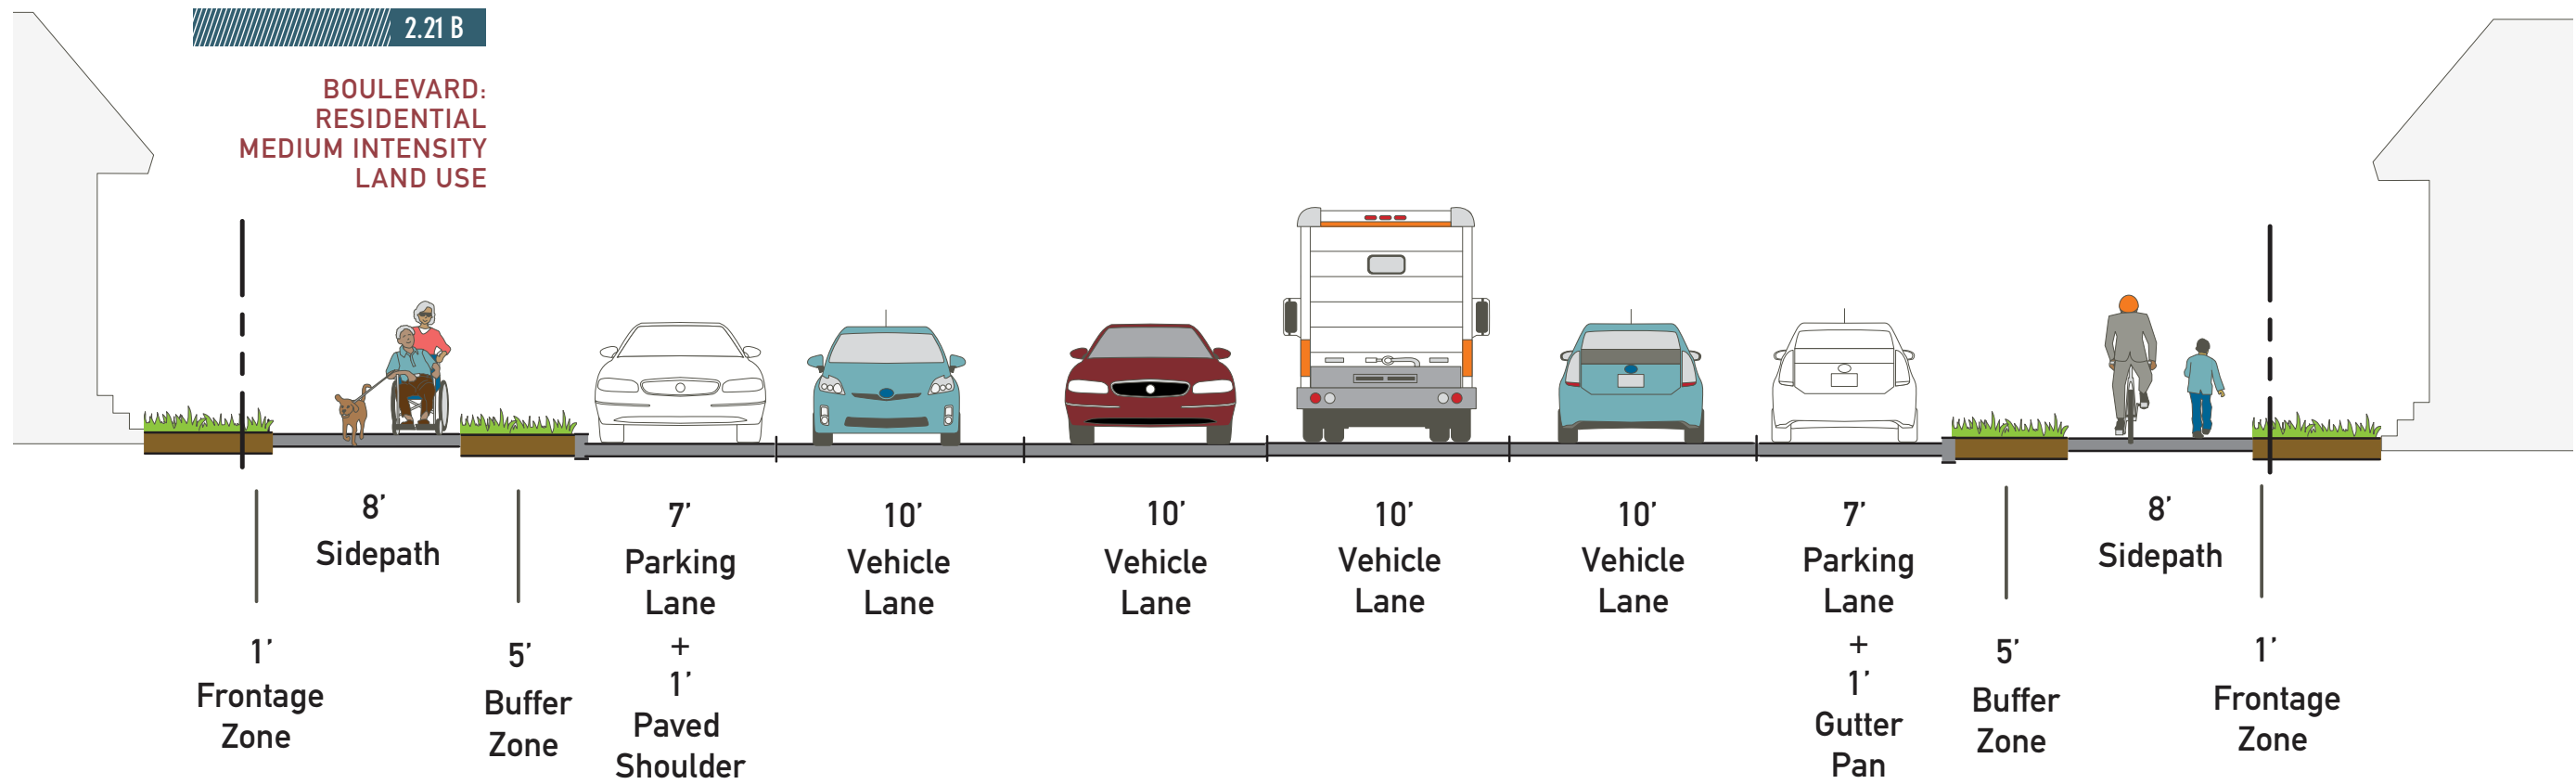 2.21 B
BOULEVARD:
RESIDENTIAL
MEDIUM INTENSITY
LAND USE
1’
Frontage
Zone
8’
Sidepath
5’
Buffer
Zone
7’
Parking
Lane
+
1’
Paved
Shoulder
10’
Vehicle
Lane
10’
Vehicle
Lane
10’
Vehicle
Lane
10’
Vehicle
Lane
7’
Parking
Lane
+
1’
Gutter
Pan
5’
Buffer
Zone
8’
Sidepath
1’
Frontage
Zone